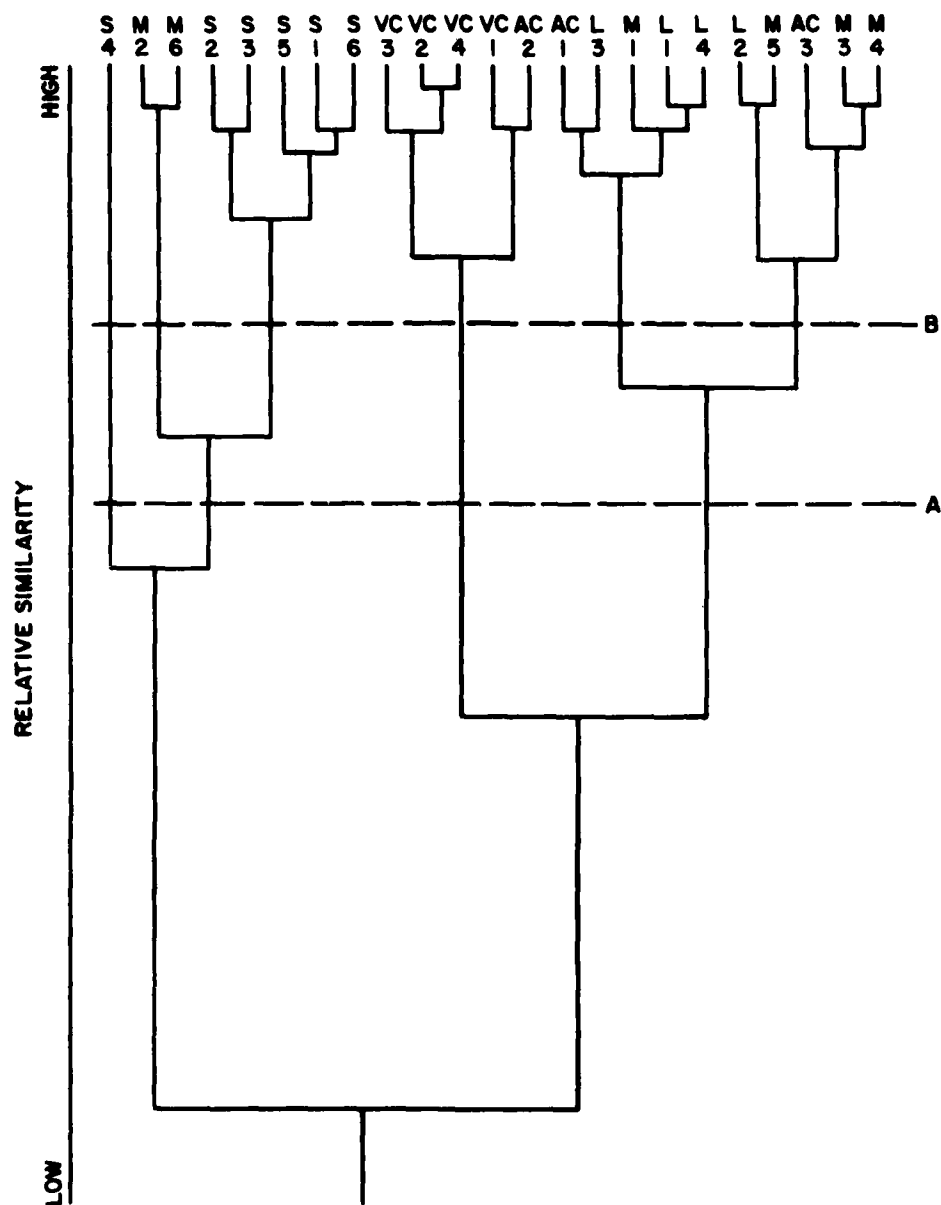 S M M S S S S S VC VC VC VC AC AC L M L L L M AC M M
4 2 6 2 3 5 1 6 3 2 4 1 2 1 3 1 1 4 2 5 3 3 4
HIGH
B
A
RELATIVE SIMILARITY
LOW